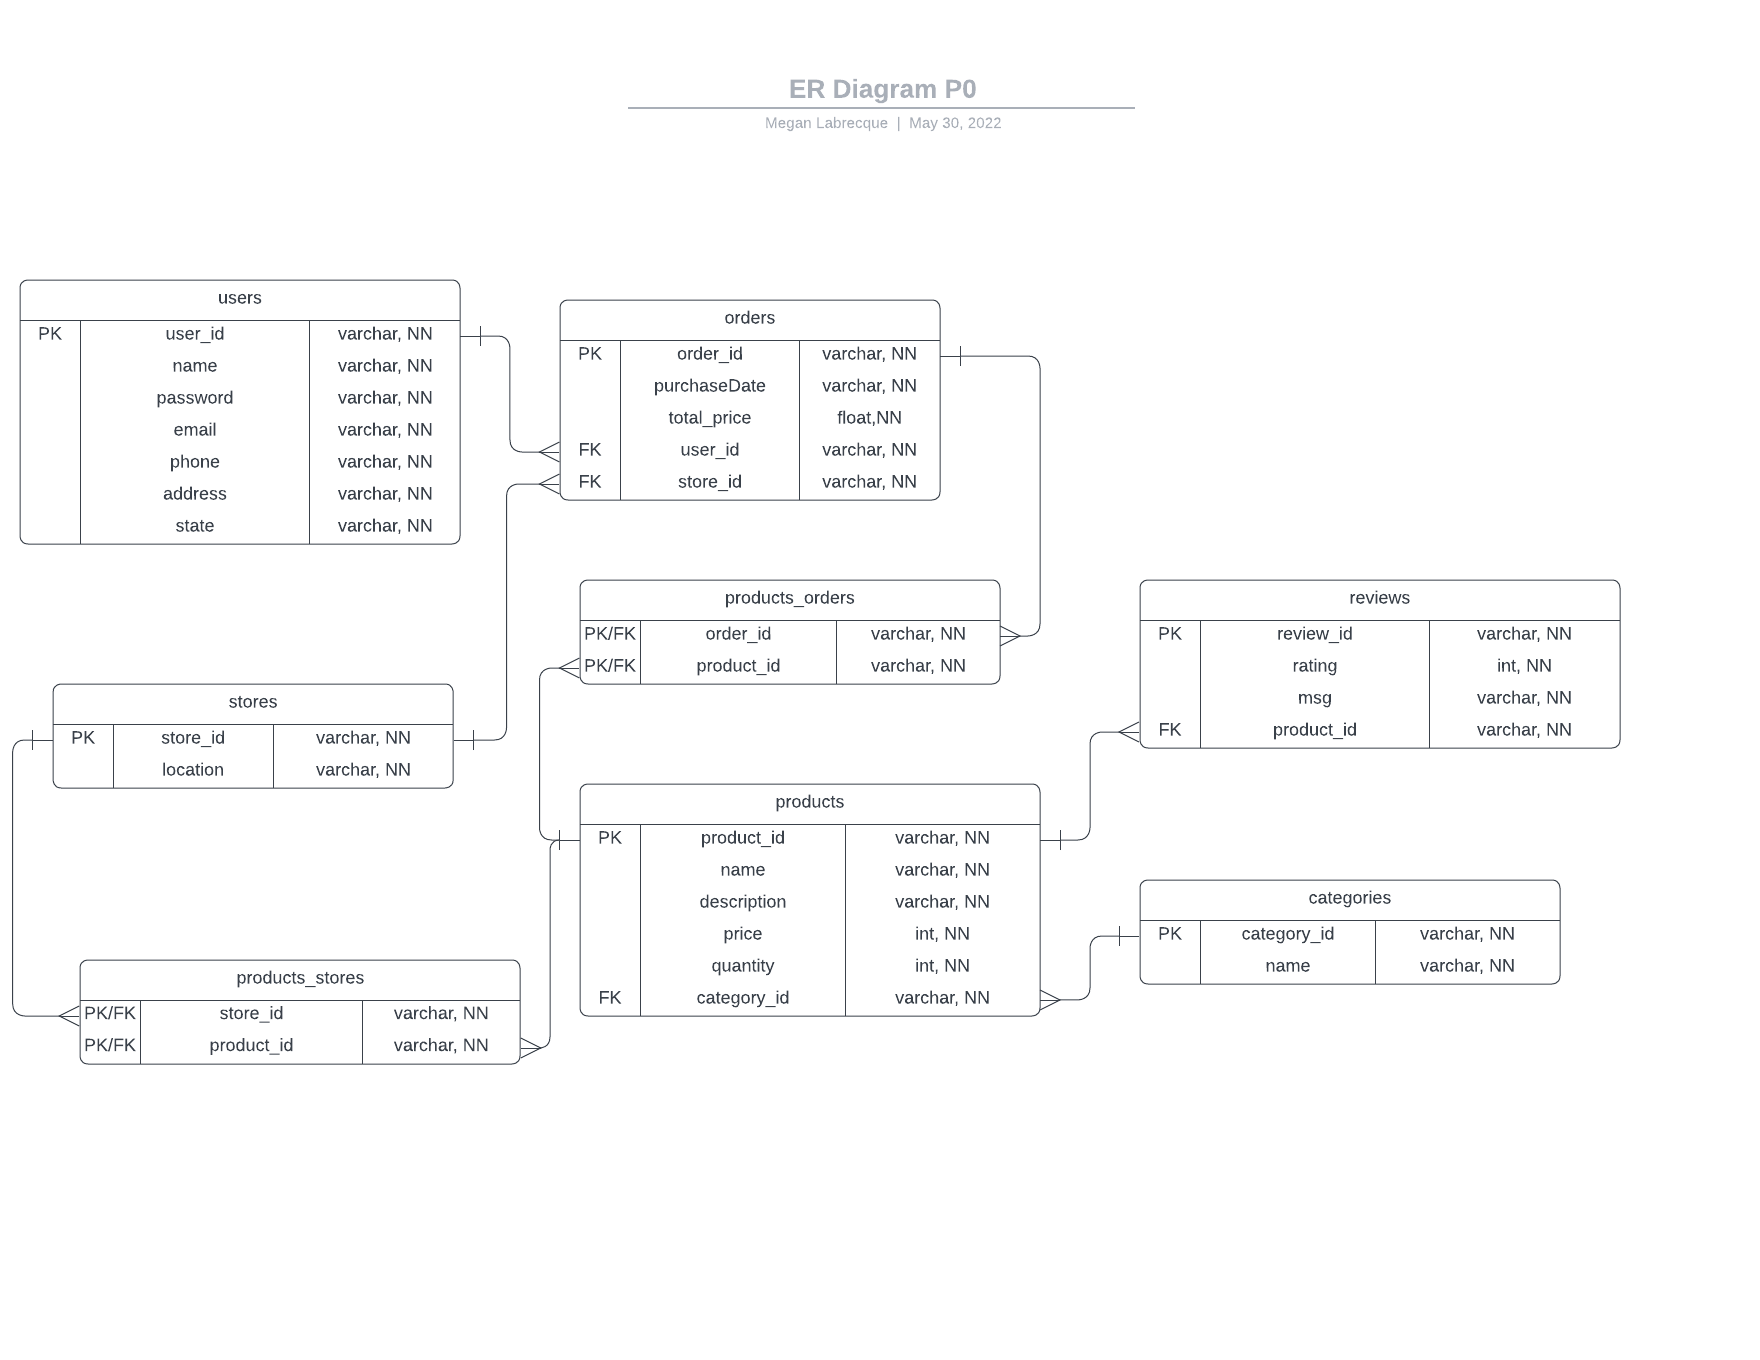 ER Diagram P0
Megan Labrecque | May 30, 2022
users
PK user_id varchar, NN
name varchar, NN
password varchar, NN
email varchar, NN
phone varchar, NN
address varchar, NN
state varchar, NN
orders
PK order_id varchar, NN
purchaseDate varchar, NN
total_price float,NN
FK user_id varchar, NN
FK store_id varchar, NN
products_orders
PK/FK order_id varchar, NN
PK/FK product_id varchar, NN
reviews
PK review_id varchar, NN
rating int, NN
msg varchar, NN
FK product_id varchar, NN
stores
PK store_id varchar, NN
location varchar, NN
products
PK product_id varchar, NN
name varchar, NN
description varchar, NN
price int, NN
quantity int, NN
FK category_id varchar, NN
categories
PK category_id varchar, NN
name varchar, NN
products_stores
PK/FK store_id varchar, NN
PK/FK product_id varchar, NN